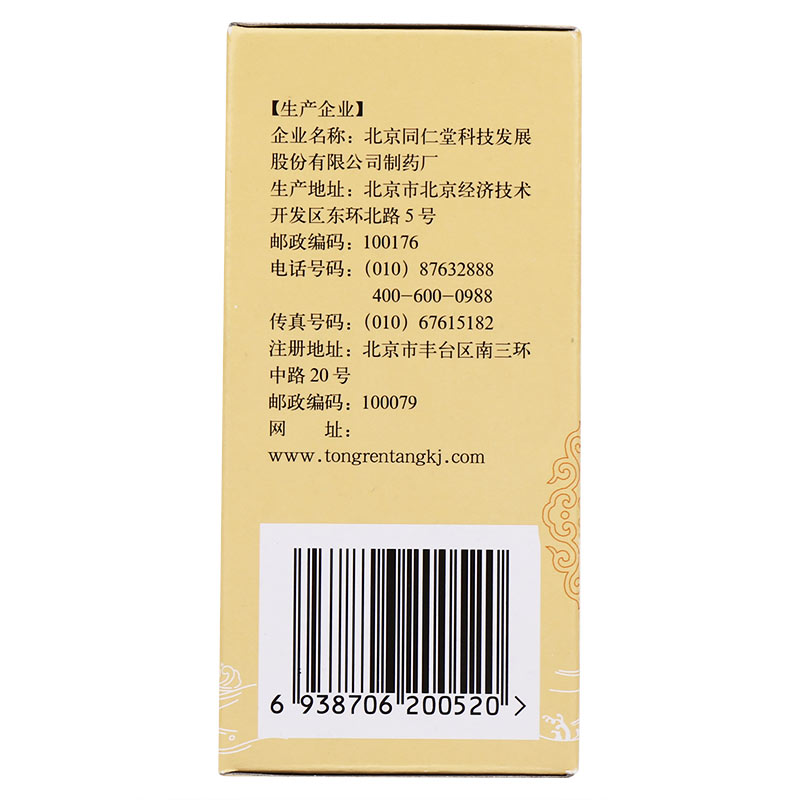 【生产企业】
企业名称：北京同仁堂科技发展
股份有限公司制药厂
生产地址：北京市北京经济技术
开发区东环北路 5 号
邮政编码：100176
电话号码：（010）87632888
400-600-0988
传真号码：（010）67615182
注册地址：北京市丰台区南三环
中路 20 号
邮政编码：100079
网　　址：
www.tongrentangkj.com
6 938706 200520 >